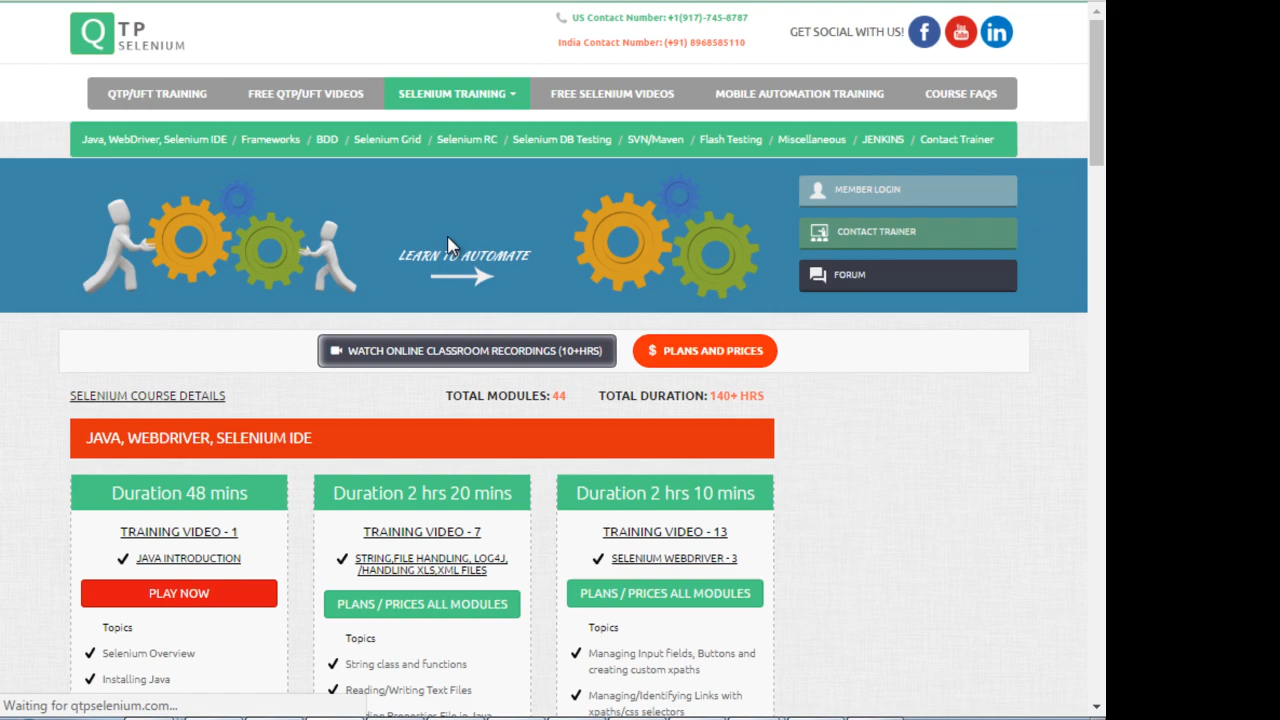 Q TP
SELENIUM
US Contact Number: +1(917)-745-8787
India Contact Number: (+91) 8968585110
GET SOCIAL WITH US!
f You Tube in
QTP/UFT TRAINING FREE QTP/UFT VIDEOS SELENIUM TRAINING FREE SELENIUM VIDEOS MOBILE AUTOMATION TRAINING COURSE FAQS
Java, WebDriver, Selenium IDE / Frameworks / BDD / Selenium Grid / Selenium RC / Selenium DB Testing / SVN/Maven / Flash Testing / Miscellaneous / JENKINS / Contact Trainer
LEARN TO AUTOMATE
MEMBER LOGIN
CONTACT TRAINER
FORUM
WATCH ONLINE CLASSROOM RECORDINGS (10+HRS)
$ PLANS AND PRICES
SELENIUM COURSE DETAILS
TOTAL MODULES: 44
TOTAL DURATION: 140+ HRS
JAVA, WEBDRIVER, SELENIUM IDE
Duration 48 mins
TRAINING VIDEO - 1
JAVA INTRODUCTION
PLAY NOW
Topics
Selenium Overview
Installing Java
Duration 2 hrs 20 mins
TRAINING VIDEO - 7
STRING,FILE HANDLING, LOG4J,
/HANDLING XLS,XML FILES
PLANS / PRICES ALL MODULES
Topics
String class and functions
Reading/Writing Text Files
Properties File in Java
Duration 2 hrs 10 mins
TRAINING VIDEO - 13
SELENIUM WEBDRIVER - 3
PLANS / PRICES ALL MODULES
Topics
Managing Input fields, Buttons and
creating custom xpaths
Managing/Identifying Links with
xpaths/css selectors
Waiting for qtpselenium.com...